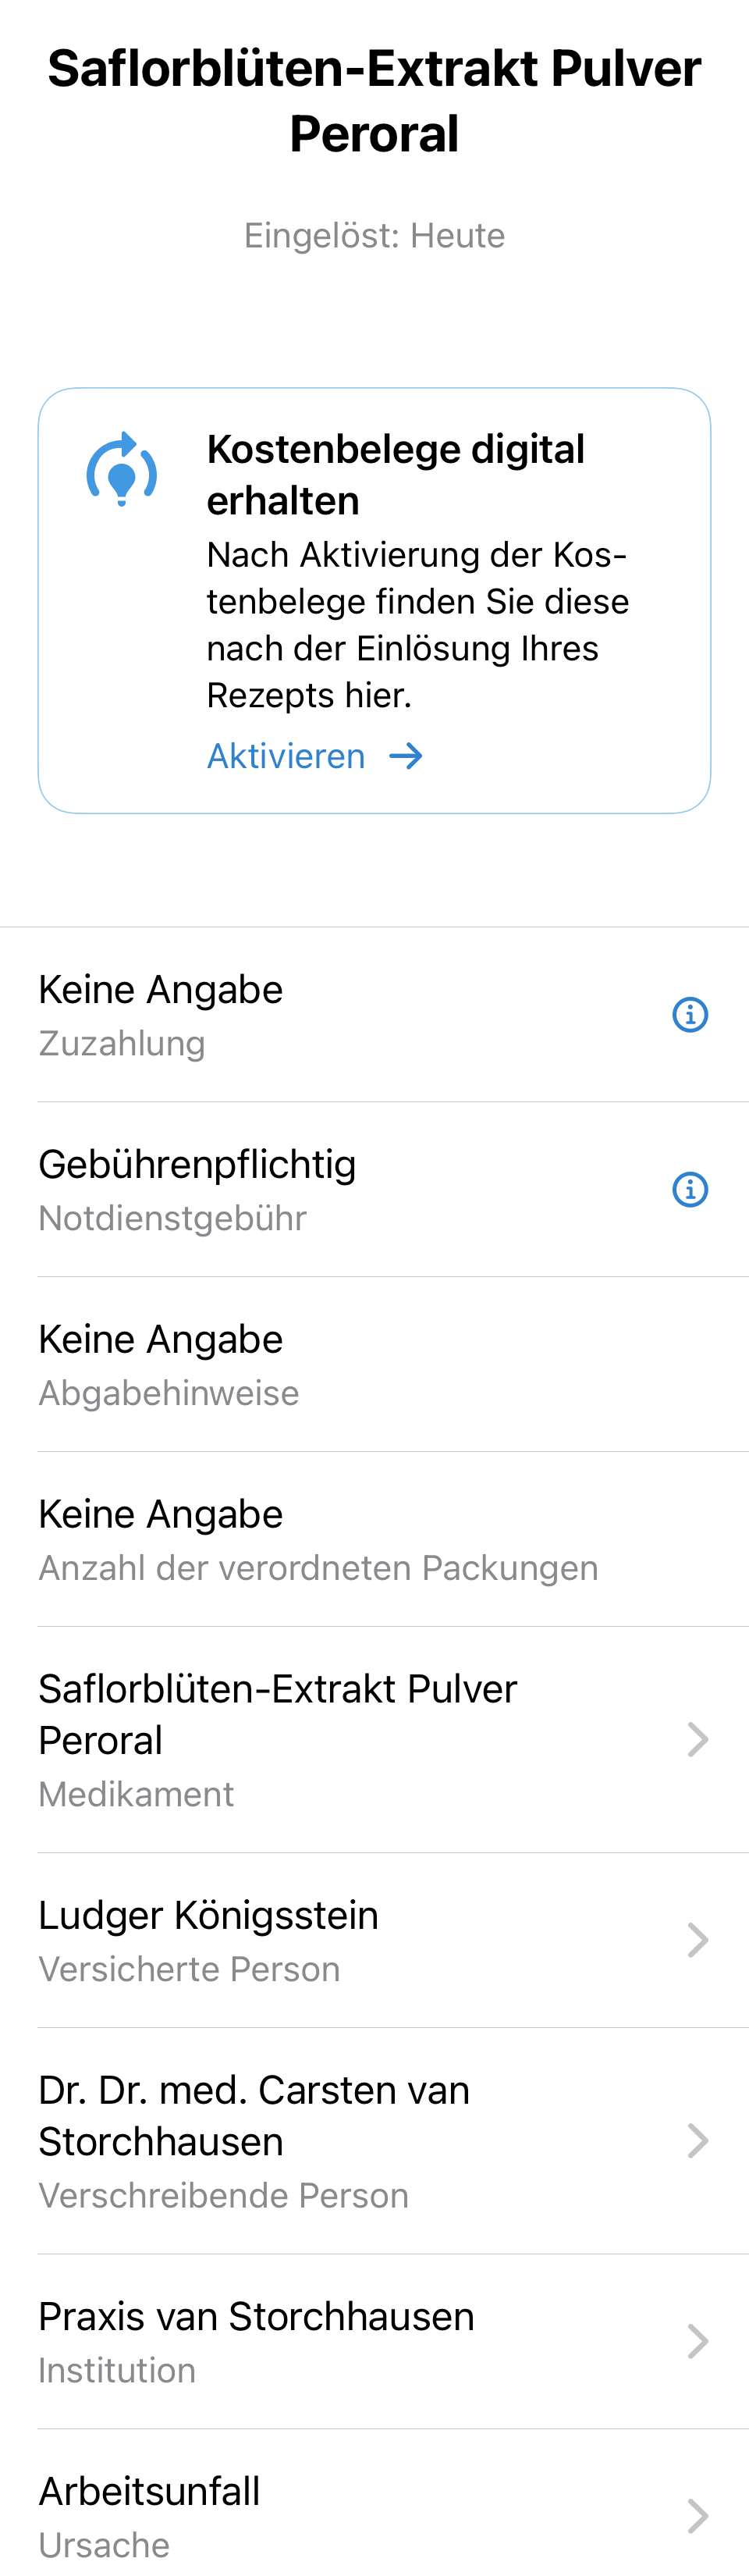 Saflorblüten-Extrakt Pulver
Peroral
Eingelöst: Heute
Kostenbelege digital
erhalten
Nach Aktivierung der Kos-
tenbelege finden Sie diese
nach der Einlösung Ihres
Rezepts hier.
Aktivieren →
Keine Angabe
Zuzahlung
Gebührenpflichtig
Notdienstgebühr
Keine Angabe
Abgabehinweise
Keine Angabe
Anzahl der verordneten Packungen
Saflorblüten-Extrakt Pulver
Peroral
Medikament
Ludger Königsstein
Versicherte Person
Dr. Dr. med. Carsten van
Storchhausen
Verschreibende Person
Praxis van Storchhausen
Institution
Arbeitsunfall
Ursache